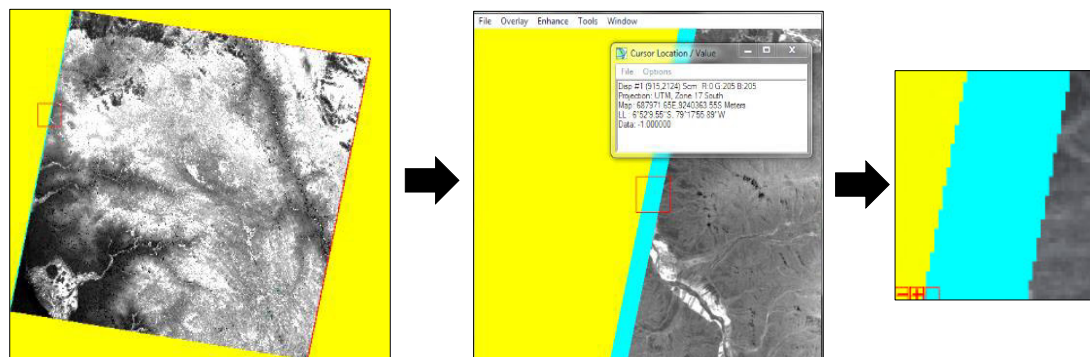 File Overlay Enhance Tools Window
Cursor Location / Value
File Options
Disp #1 (915,2124) Scrn R:0 G:205 B:205
Projection: UTM, Zone 17 South
Map: 687971.65E,9240363.55S Meters
LL : 6°52'9.55"S, 79°17'55.89"W
Data: -1.000000